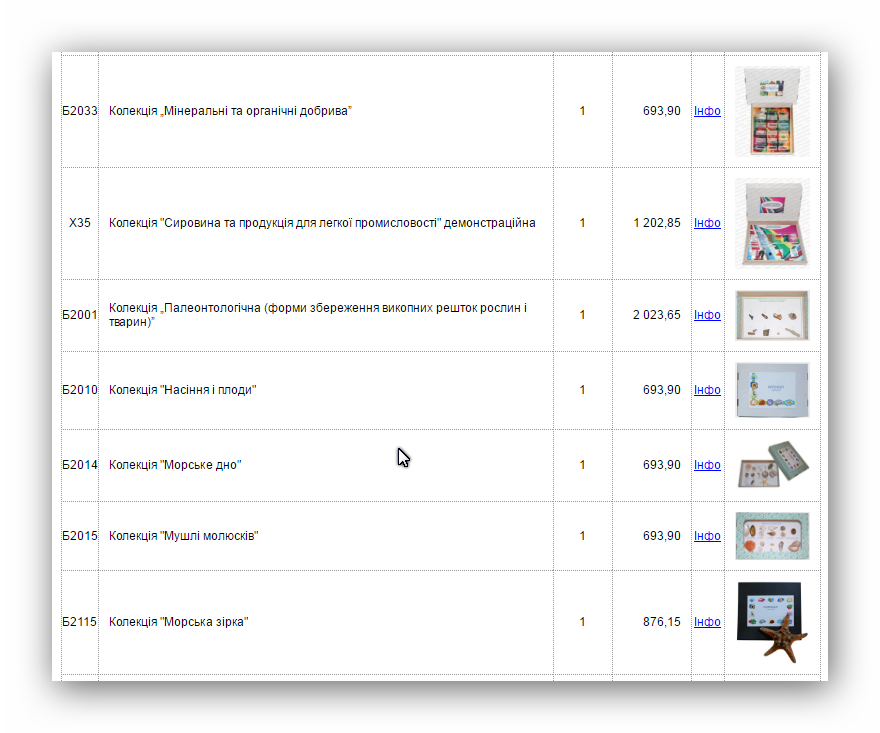 Б2033 Колекція „Мінеральні та органічні добрива” 1 693,90 Інфо
Х35 Колекція "Сировина та продукція для легкої промисловості" демонстраційна 1 1 202,85 Інфо
Б2001 Колекція „Палеонтологічна (форми збереження викопних решток рослин і
тварин)” 1 2 023,65 Інфо
Б2010 Колекція "Насіння і плоди" 1 693,90 Інфо
Б2014 Колекція "Морське дно" 1 693,90 Інфо
Б2015 Колекція "Мушлі молюсків" 1 693,90 Інфо
Б2115 Колекція "Морська зірка" 1 876,15 Інфо